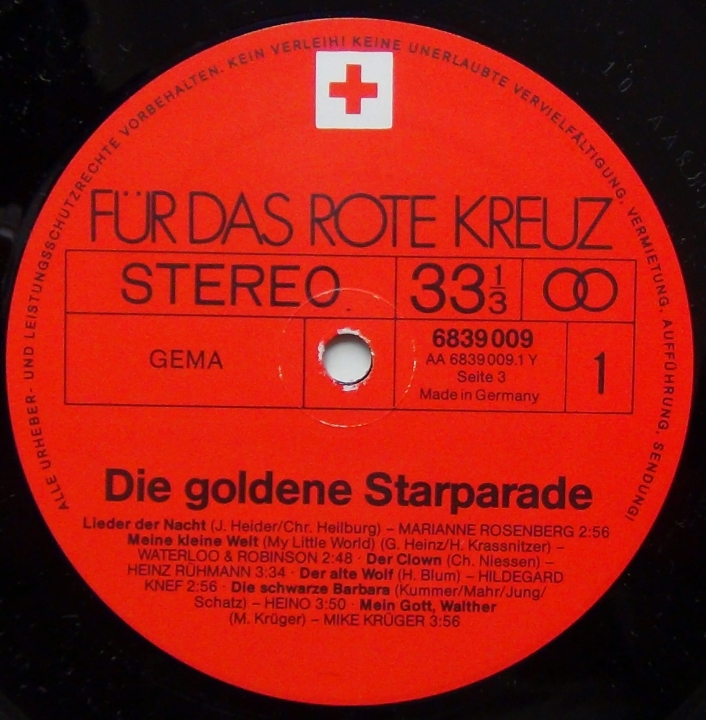 ALLE URHEBER- UND LEISTUNGSSCHUTZRECHTE VORBEHALTEN. KEIN VERLEIH! KEINE UNERLAUBTE VERVIELFÄLTIGUNG, VERMIETUNG, AUFFÜHRUNG, SENDUNG!
FÜR DAS ROTE KREUZ
STEREO 33 1/3
GEMA
6839 009
AA 6839 009.1 Y
Seite 3
Made in Germany
1
Die goldene Starparade
Lieder der Nacht (J. Heider/Chr. Heilburg) – MARIANNE ROSENBERG 2:56
Meine kleine Welt (My Little World) (G. Heinz/H. Krassnitzer) –
WATERLOO & ROBINSON 2:48 · Der Clown (Ch. Niessen) –
HEINZ RÜHMANN 3:34 · Der alte Wolf (H. Blum) – HILDEGARD
KNEF 2:56 · Die schwarze Barbara (Kummer/Mahr/Jung/
Schatz) – HEINO 3:50 · Mein Gott, Walther
(M. Krüger) – MIKE KRÜGER 3:56